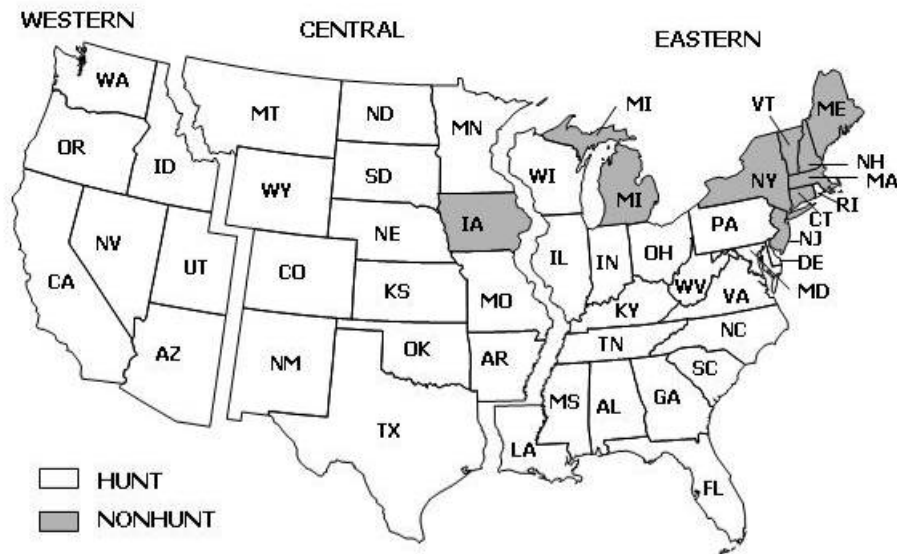 WESTERN
CENTRAL
EASTERN
WA
MT
ND
MN
MI
VT
ME
OR
ID
SD
WI
NH
WY
MI
NY
MA
RI
IA
CT
NE
PA
NJ
NV
UT
CO
IL
IN
OH
DE
CA
KS
MO
WV
VA
MD
KY
NC
AZ
NM
OK
AR
TN
SC
MS
AL
GA
TX
LA
FL
HUNT
NONHUNT